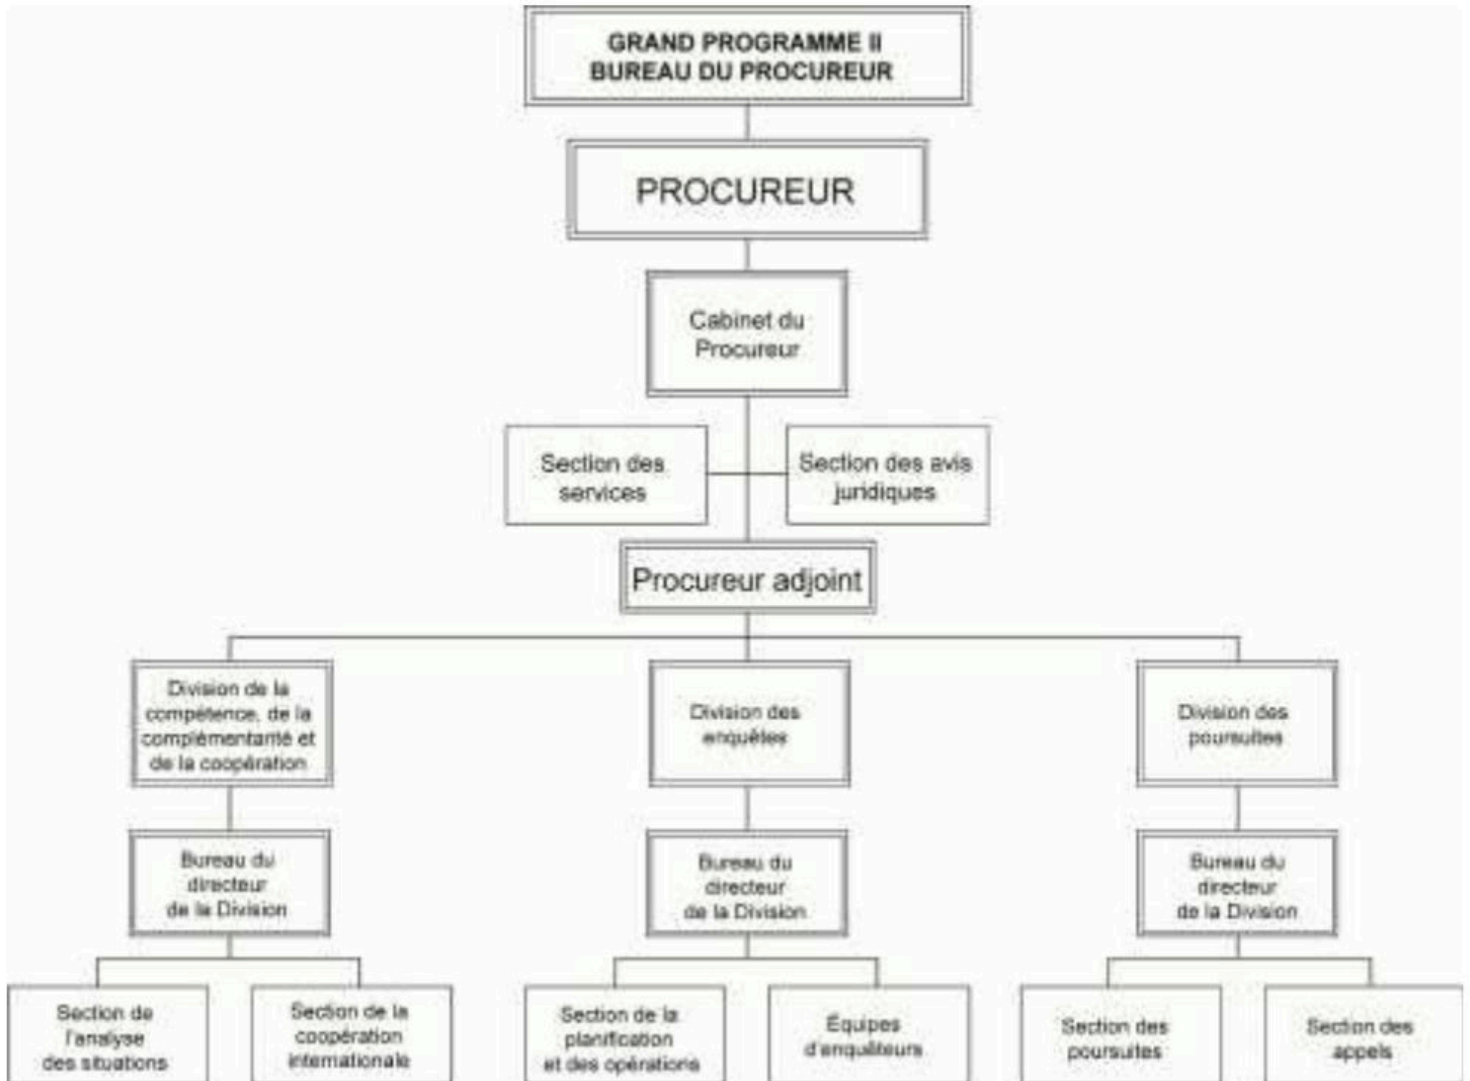 GRAND PROGRAMME II
BUREAU DU PROCUREUR
PROCUREUR
Cabinet du
Procureur
Section des
services
Section des avis
juridiques
Procureur adjoint
Division de la
compétence, de la
complémentarité et
de la coopération
Division des
enquêtes
Division des
poursuites
Bureau du
directeur
de la Division
Bureau du
directeur
de la Division
Bureau du
directeur
de la Division
Section de
l'analyse
des situations
Section de la
coopération
internationale
Section de la
planification
et des opérations
Équipes
d'enquêteurs
Section des
poursuites
Section des
appels